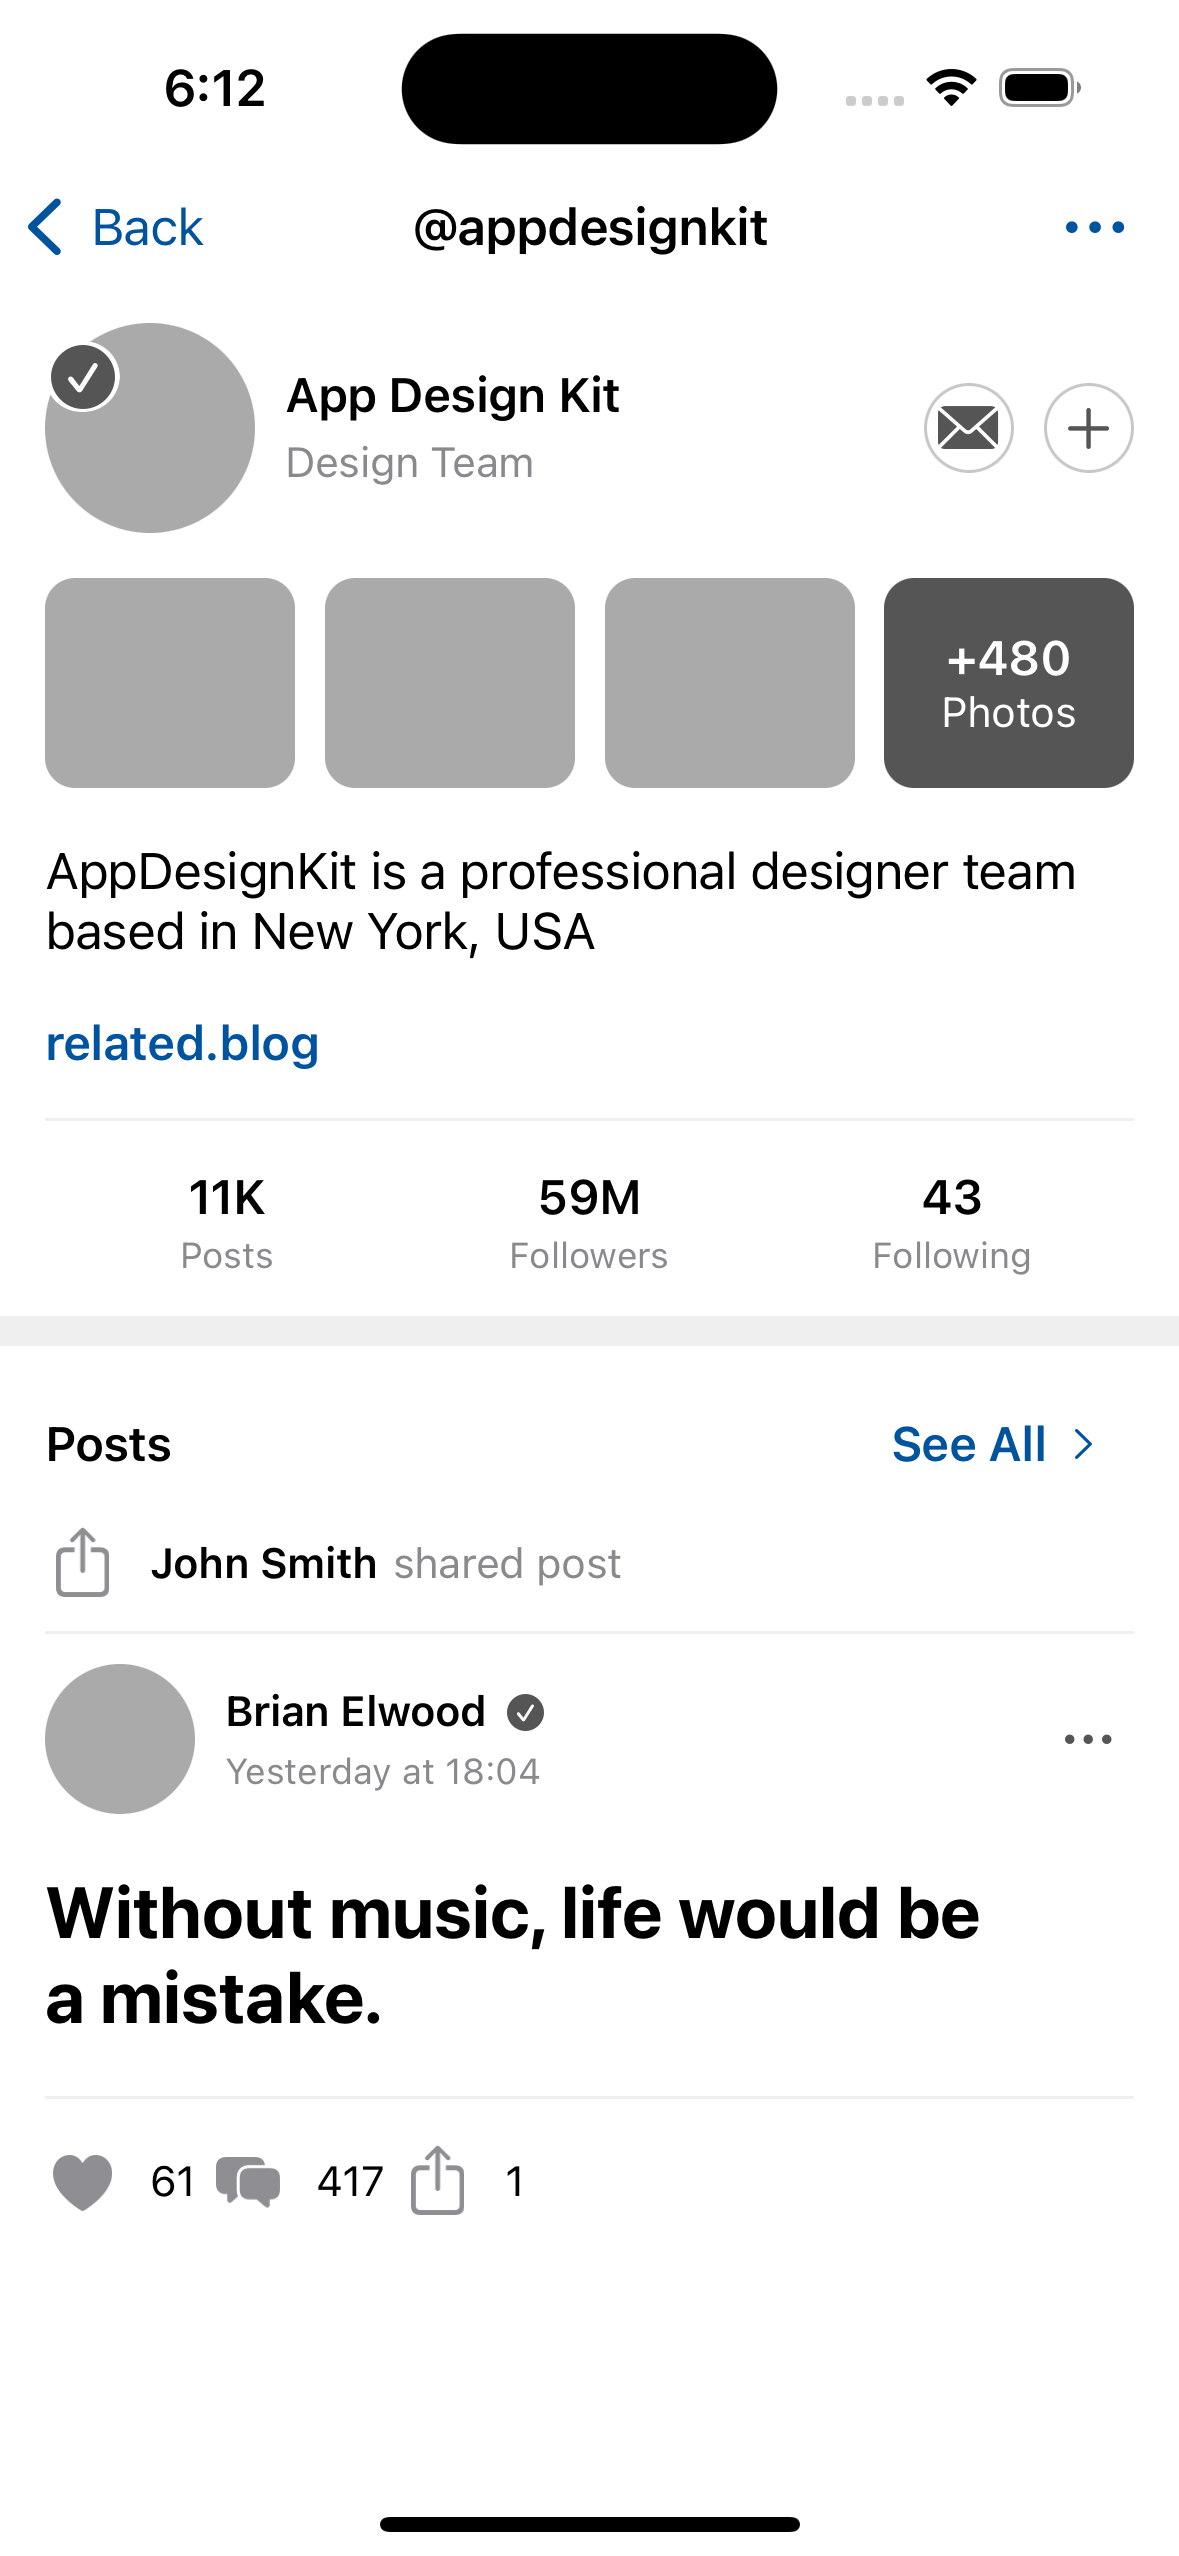 6:12
Back
@appdesignkit
App Design Kit
Design Team
+480
Photos
AppDesignKit is a professional designer team
based in New York, USA
related.blog
11K
59M
43
Posts
Followers
Following
Posts
See All
John Smith shared post
Brian Elwood
Yesterday at 18:04
Without music, life would be
a mistake.
61
417
1